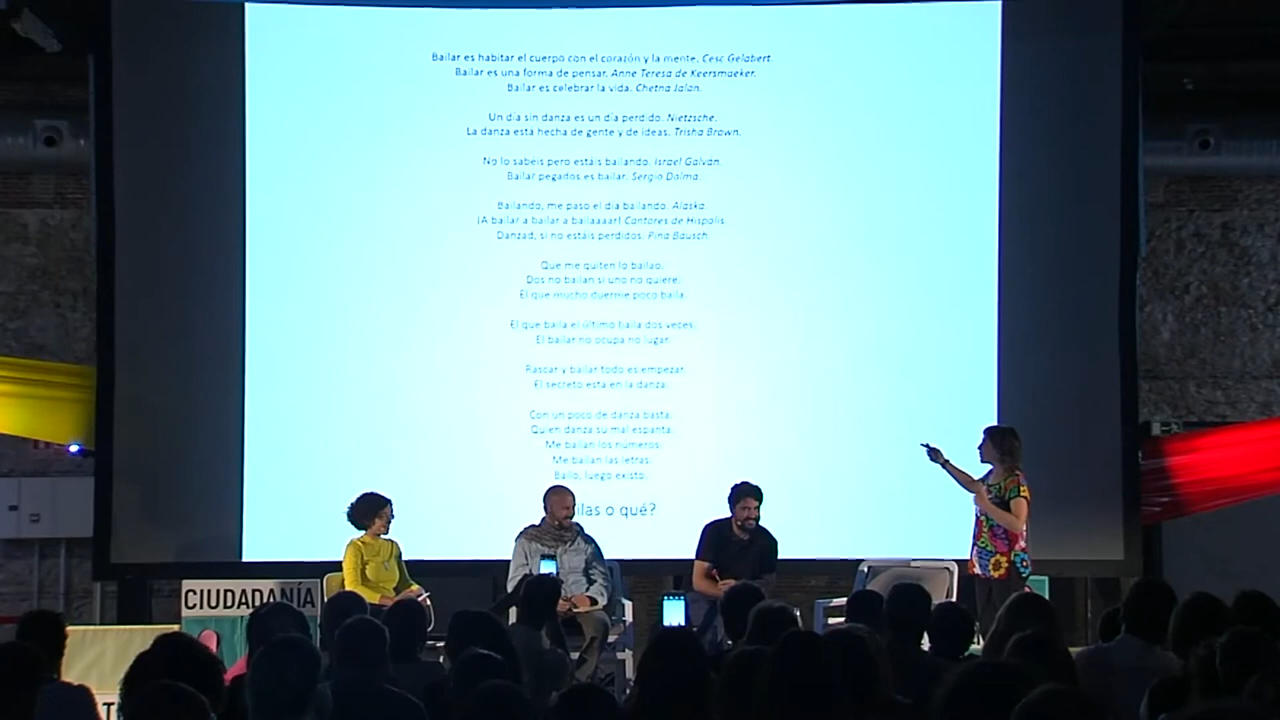 Bailar es habitar el cuerpo con el corazón y la mente. Cesc Gelabert.
Bailar es una forma de pensar. Anne Teresa de Keersmaeker.
Bailar es celebrar la vida. Chetna Jalan.
Un día sin danza es un día perdido. Nietzsche.
La danza está hecha de gente y de ideas. Trisha Brown.
No lo sabéis pero estáis bailando. Israel Galván.
Bailar pegados es bailar. Sergio Dalma.
Bailando, me paso el día bailando. Alaska.
¡A bailar a bailar a bailaaaar! Cantores de Hispalis.
Danzad, si no estáis perdidos. Pina Bausch.
Que me quiten lo bailao.
Dos no bailan si uno no quiere.
El que mucho duerme poco baila.
El que baila el último baila dos veces.
El bailar no ocupa no lugar.
Rascar y bailar todo es empezar.
El secreto está en la danza.
Con un poco de danza basta.
Quien danza su mal espanta.
Me bailan los números.
Me bailan las letras.
Bailo, luego existo.
ilas o qué?
CIUDADANÍA